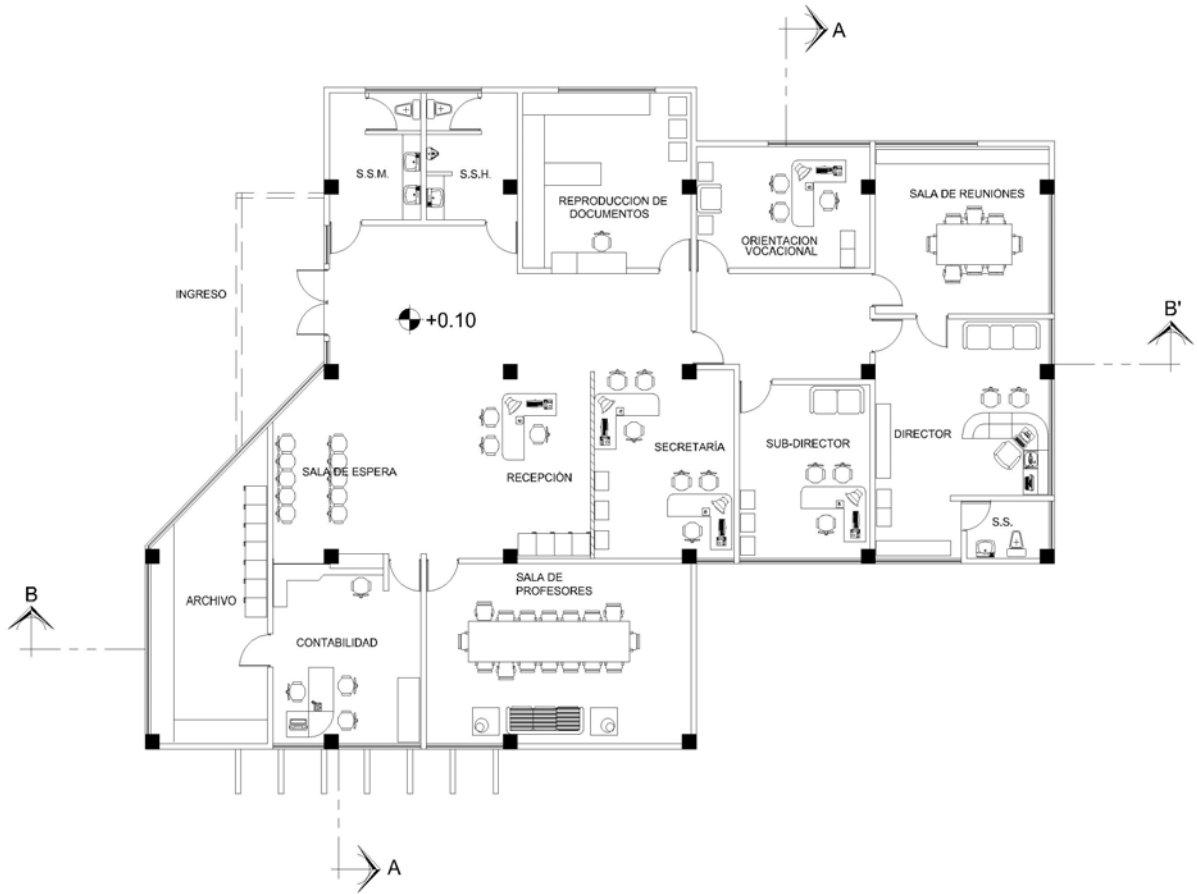 A
S.S.M.
S.S.H.
REPRODUCCION DE
DOCUMENTOS
ORIENTACION
VOCACIONAL
SALA DE REUNIONES
INGRESO
+0.10
B'
SALA DE ESPERA
RECEPCIÓN
SECRETARÍA
SUB-DIRECTOR
DIRECTOR
S.S.
B
ARCHIVO
CONTABILIDAD
SALA DE
PROFESORES
A